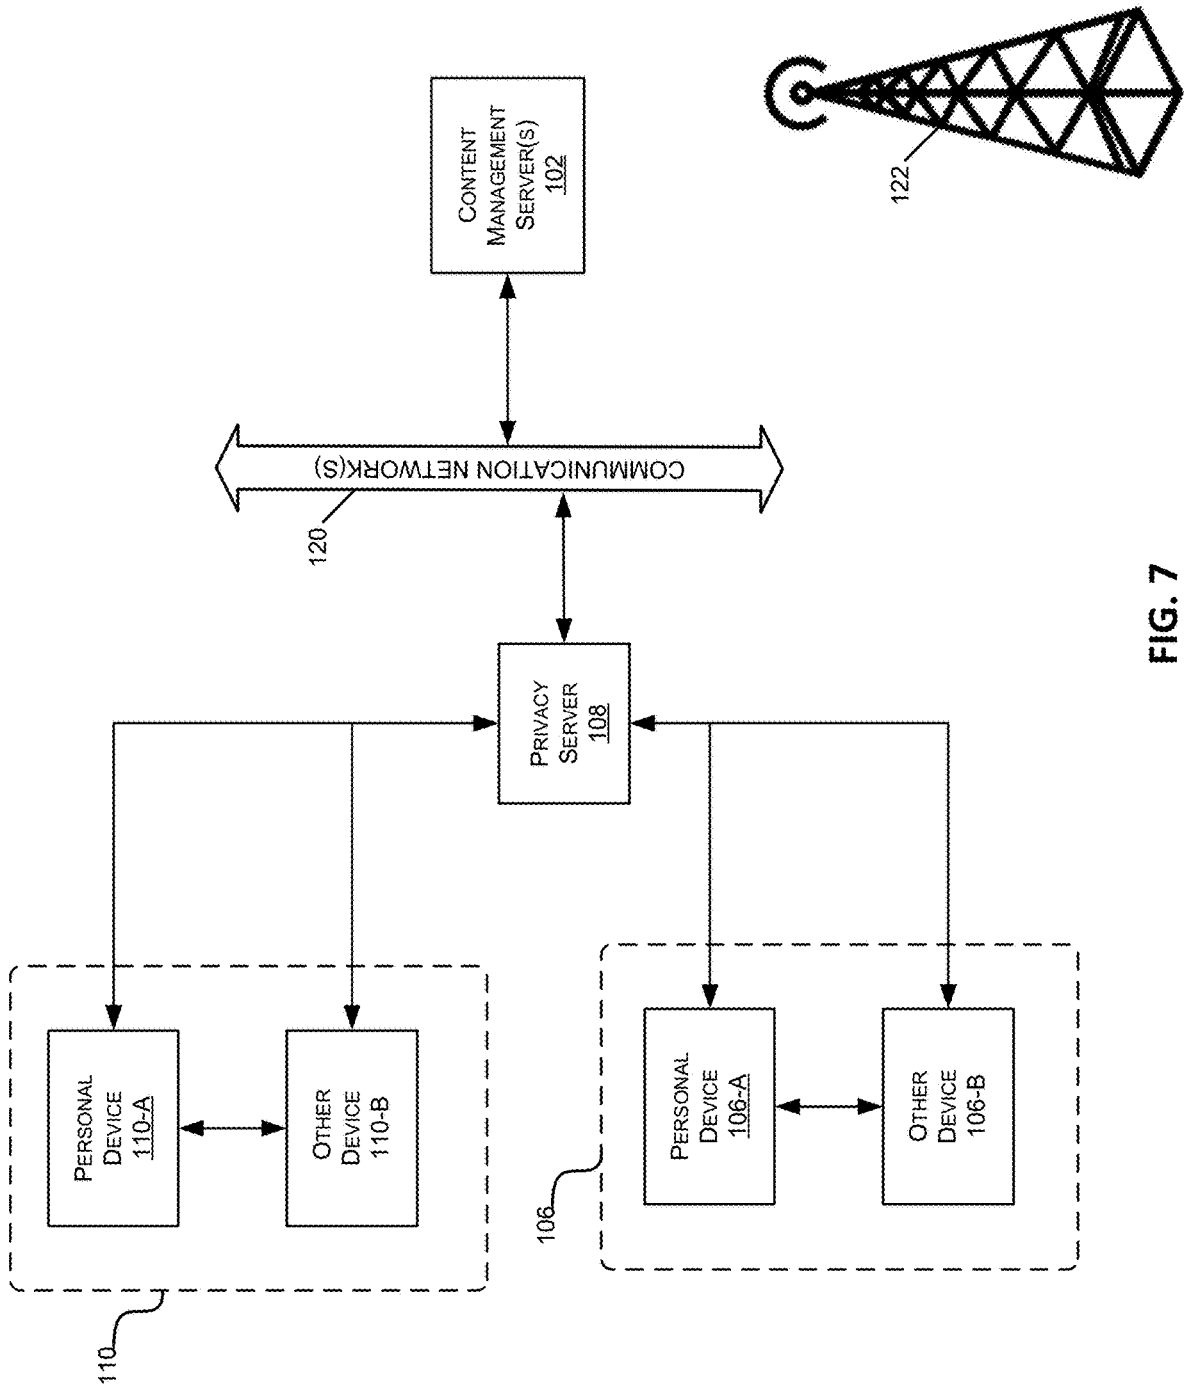 110
PERSONAL
DEVICE
110-A
OTHER
DEVICE
110-B
106
PERSONAL
DEVICE
106-A
OTHER
DEVICE
106-B
PRIVACY
SERVER
108
120
COMMUNICATION NETWORK(S)
CONTENT
MANAGEMENT
SERVER(S)
102
122
FIG. 7